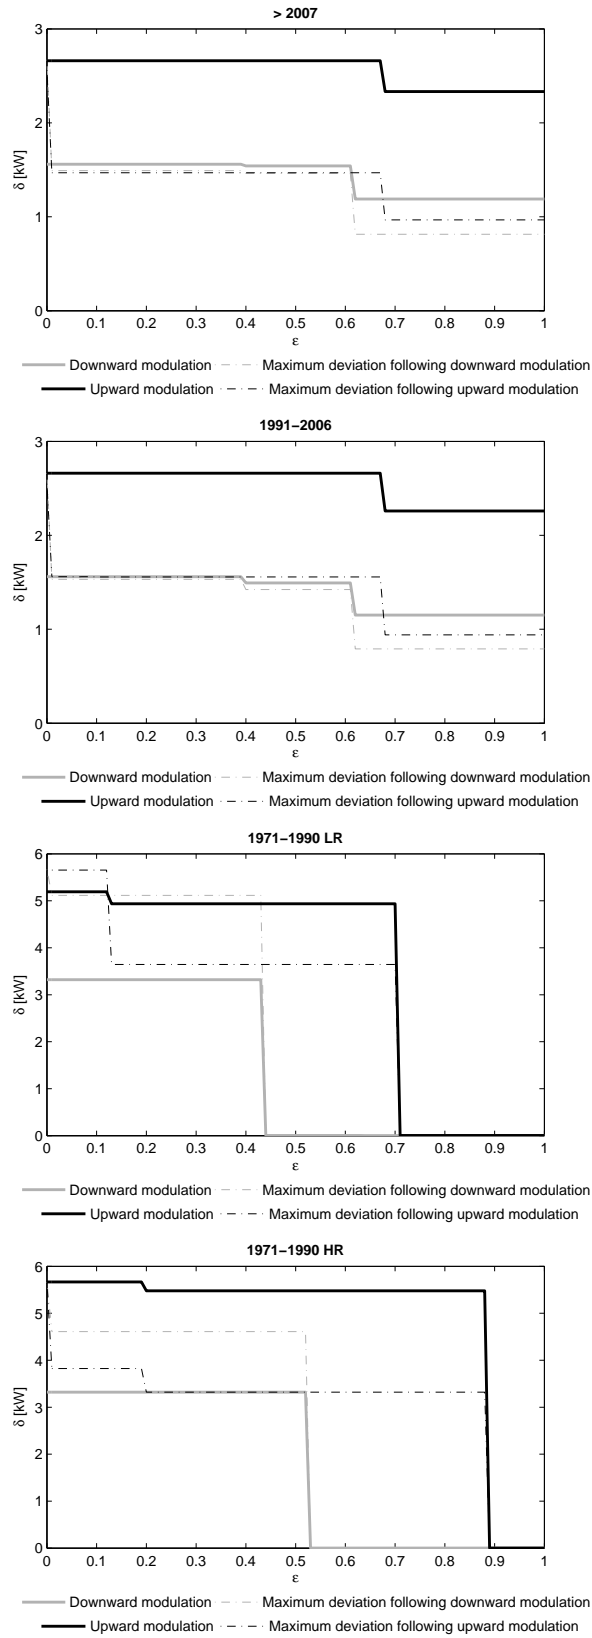 > 2007
3
2
1
0
δ [kW]
0 0.1 0.2 0.3 0.4 0.5 0.6 0.7 0.8 0.9 1
ε
Downward modulation Maximum deviation following downward modulation
Upward modulation Maximum deviation following upward modulation
1991−2006
3
2
1
0
δ [kW]
0 0.1 0.2 0.3 0.4 0.5 0.6 0.7 0.8 0.9 1
ε
Downward modulation Maximum deviation following downward modulation
Upward modulation Maximum deviation following upward modulation
1971−1990 LR
6
5
4
3
2
1
0
δ [kW]
0 0.1 0.2 0.3 0.4 0.5 0.6 0.7 0.8 0.9 1
ε
Downward modulation Maximum deviation following downward modulation
Upward modulation Maximum deviation following upward modulation
1971−1990 HR
6
5
4
3
2
1
0
δ [kW]
0 0.1 0.2 0.3 0.4 0.5 0.6 0.7 0.8 0.9 1
ε
Downward modulation Maximum deviation following downward modulation
Upward modulation Maximum deviation following upward modulation